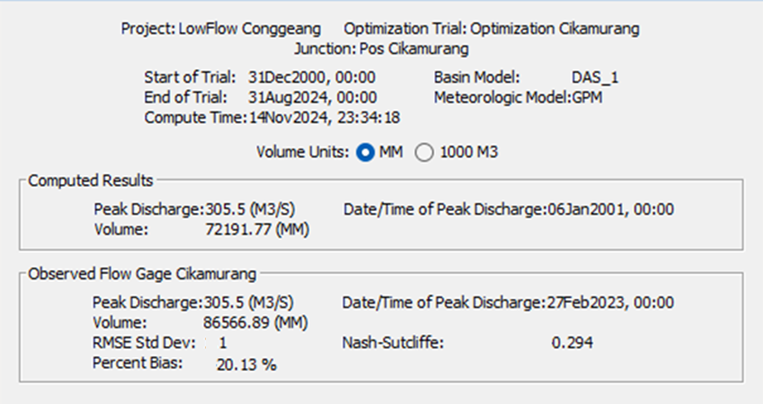 Project: LowFlow Conggeang Optimization Trial: Optimization Cikamurang
Junction: Pos Cikamurang
Start of Trial: 31Dec2000, 00:00 Basin Model: DAS_1
End of Trial: 31Aug2024, 00:00 Meteorologic Model:GPM
Compute Time:14Nov2024, 23:34:18
Volume Units: MM 1000 M3
Computed Results
Peak Discharge:305.5 (M3/S) Date/Time of Peak Discharge:06Jan2001, 00:00
Volume: 72191.77 (MM)
Observed Flow Gage Cikamurang
Peak Discharge:305.5 (M3/S) Date/Time of Peak Discharge:27Feb2023, 00:00
Volume: 86566.89 (MM)
RMSE Std Dev: 1 Nash-Sutcliffe: 0.294
Percent Bias: 20.13 %